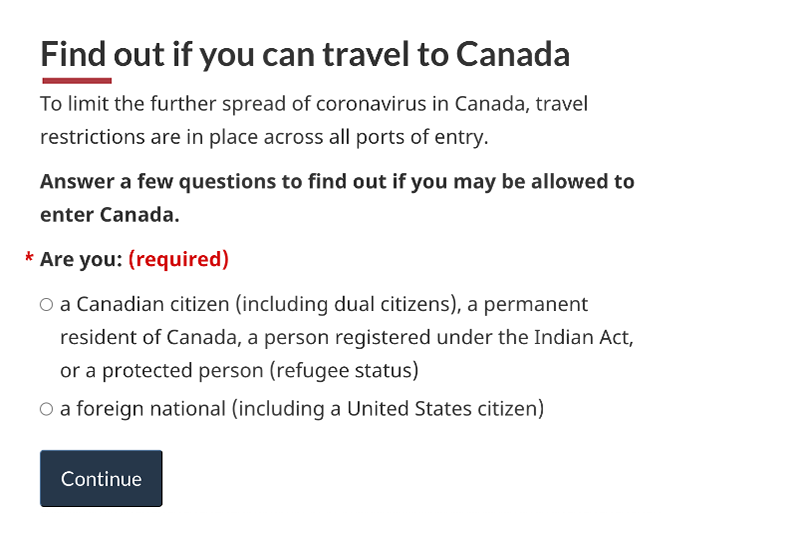 Find out if you can travel to Canada
To limit the further spread of coronavirus in Canada, travel
restrictions are in place across all ports of entry.
Answer a few questions to find out if you may be allowed to
enter Canada.
* Are you: (required)
a Canadian citizen (including dual citizens), a permanent
resident of Canada, a person registered under the Indian Act,
or a protected person (refugee status)
a foreign national (including a United States citizen)
Continue